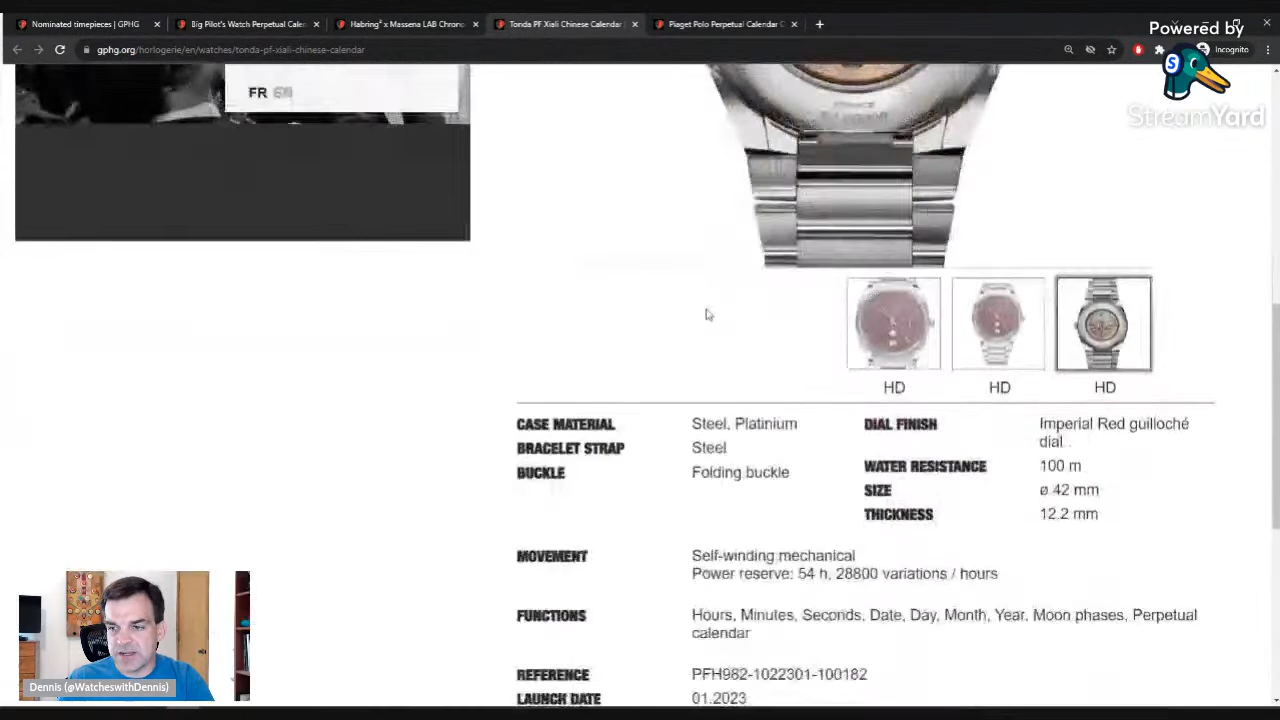 Nominated timepieces | GPHG
Big Pilot's Watch Perpetual Cale
Habring² x Massena LAB Chrono
Tonda PF Xiali Chinese Calendar |
Piaget Polo Perpetual Calendar C
gphg.org/horlogerie/en/watches/tonda-pf-xiali-chinese-calendar
Incognito
Powered by
S
StreamYard
FR EN
HD
HD
HD
CASE MATERIAL Steel, Platinium
BRACELET STRAP Steel
BUCKLE Folding buckle
DIAL FINISH Imperial Red guilloché
dial
WATER RESISTANCE 100 m
SIZE ø 42 mm
THICKNESS 12.2 mm
MOVEMENT Self-winding mechanical
Power reserve: 54 h, 28800 variations / hours
FUNCTIONS Hours, Minutes, Seconds, Date, Day, Month, Year, Moon phases, Perpetual
calendar
REFERENCE PFH982-1022301-100182
LAUNCH DATE 01.2023
Dennis (@WatcheswithDennis)